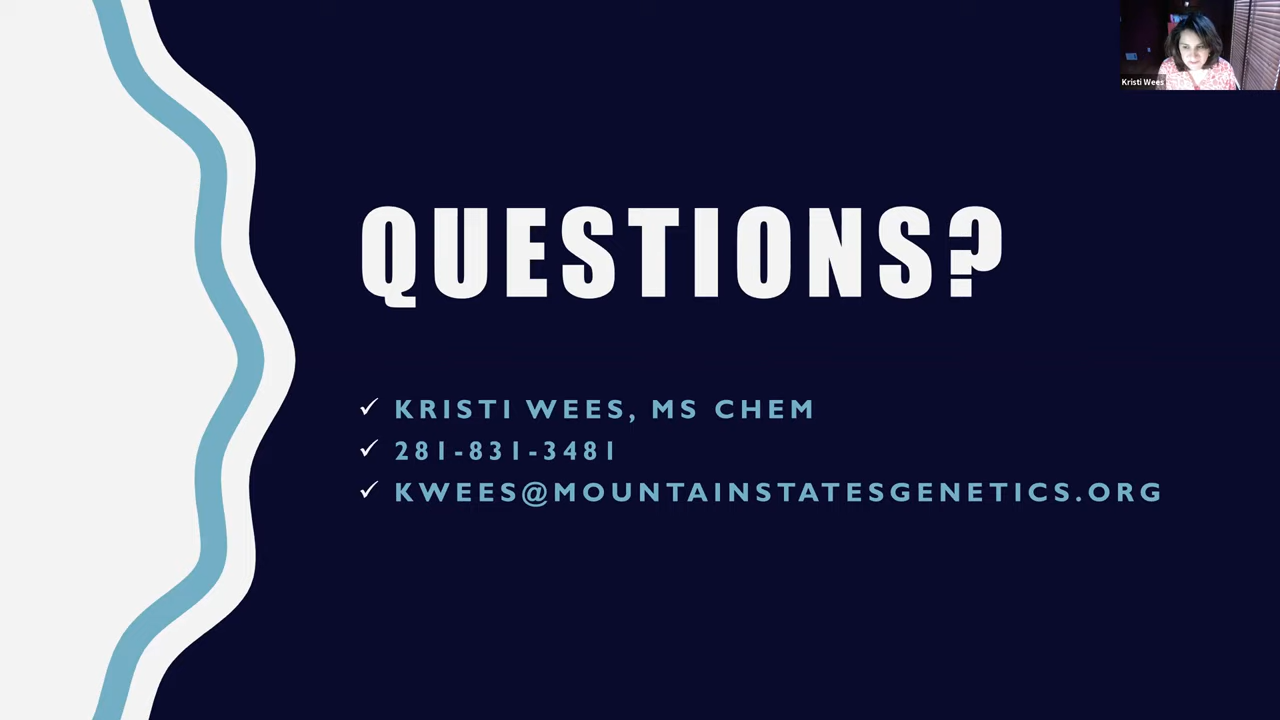 Kristi Wees
QUESTIONS?
KRISTI WEES, MS CHEM
281-831-3481
KWEES@MOUNTAINSTATESGENETICS.ORG